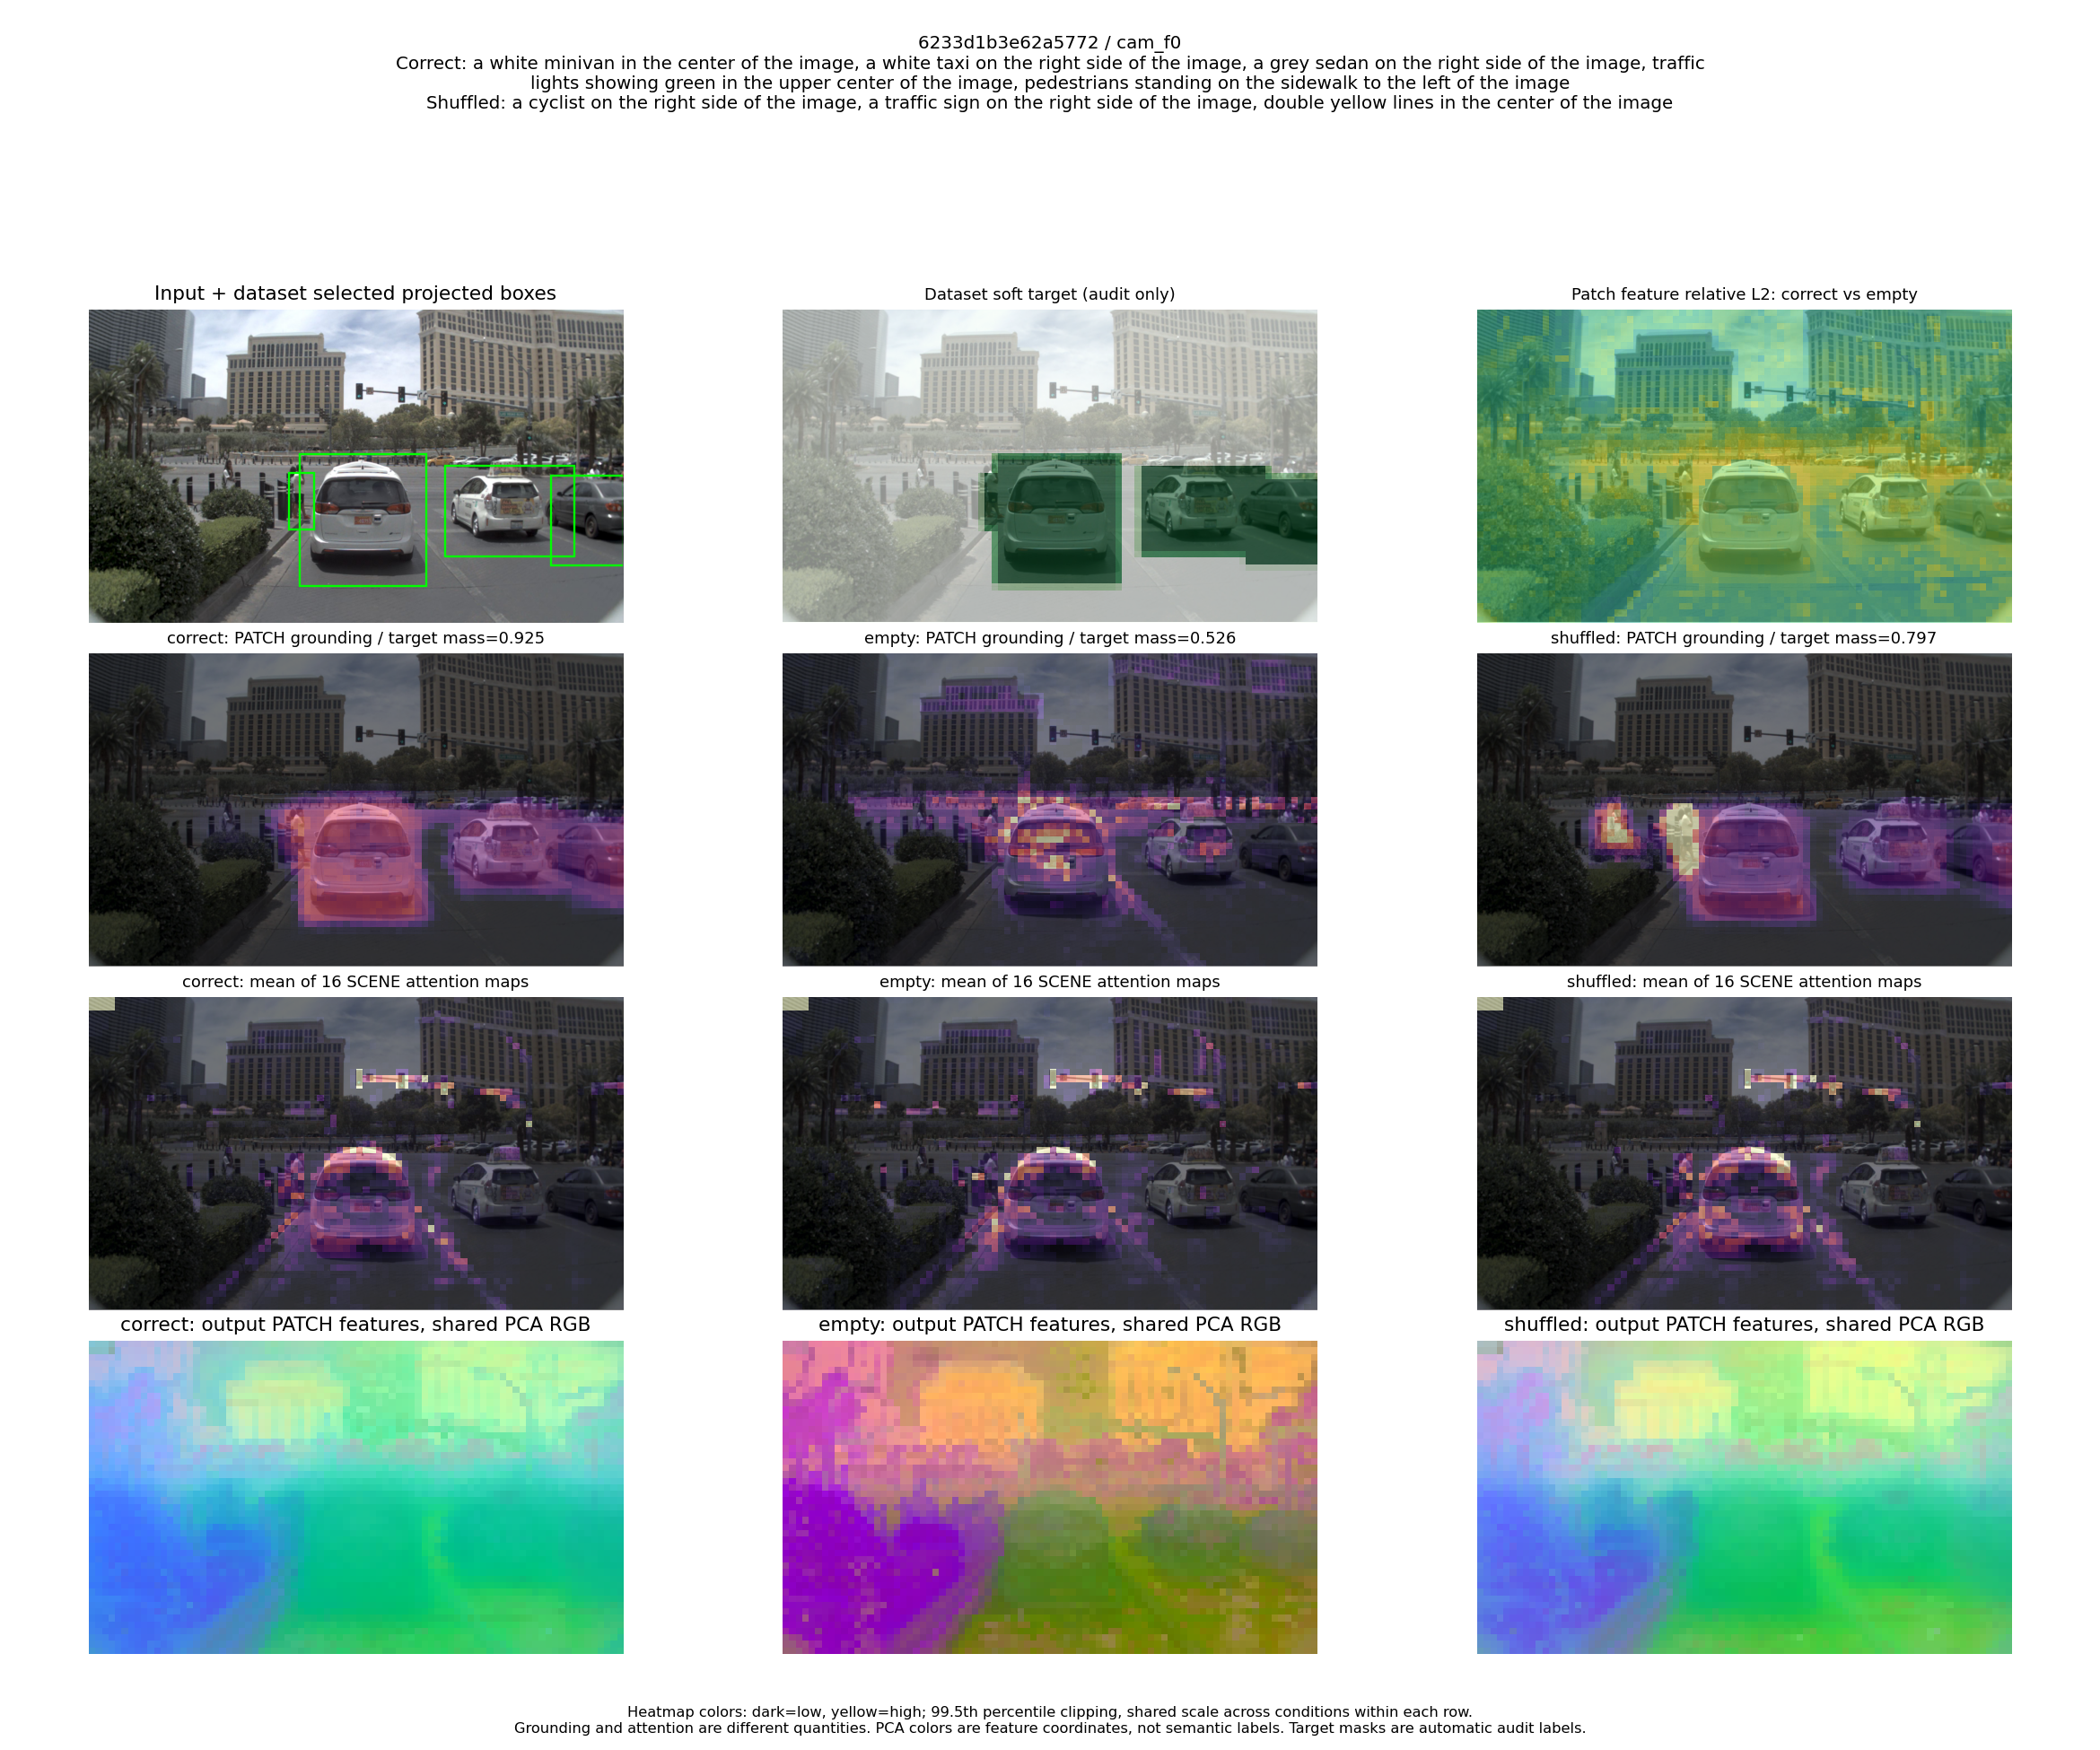 6233d1b3e62a5772 / cam_f0
Correct: a white minivan in the center of the image, a white taxi on the right side of the image, a grey sedan on the right side of the image, traffic
lights showing green in the upper center of the image, pedestrians standing on the sidewalk to the left of the image
Shuffled: a cyclist on the right side of the image, a traffic sign on the right side of the image, double yellow lines in the center of the image
Input + dataset selected projected boxes
Dataset soft target (audit only)
Patch feature relative L2: correct vs empty
correct: PATCH grounding / target mass=0.925
empty: PATCH grounding / target mass=0.526
shuffled: PATCH grounding / target mass=0.797
correct: mean of 16 SCENE attention maps
empty: mean of 16 SCENE attention maps
shuffled: mean of 16 SCENE attention maps
correct: output PATCH features, shared PCA RGB
empty: output PATCH features, shared PCA RGB
shuffled: output PATCH features, shared PCA RGB
Heatmap colors: dark=low, yellow=high; 99.5th percentile clipping, shared scale across conditions within each row.
Grounding and attention are different quantities. PCA colors are feature coordinates, not semantic labels. Target masks are automatic audit labels.